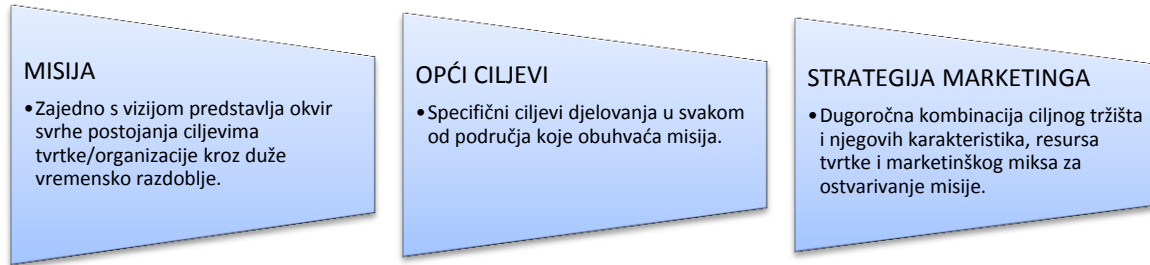 MISIJA
•Zajedno s vizijom predstavlja okvir
svrhe postojanja ciljevima
tvrtke/organizacije kroz duže
vremensko razdoblje.
OPĆI CILJEVI
•Specifični ciljevi djelovanja u svakom
od područja koje obuhvaća misija.
STRATEGIJA MARKETINGA
•Dugoročna kombinacija ciljnog tržišta
i njegovih karakteristika, resursa
tvrtke i marketinškog miksa za
ostvarivanje misije.